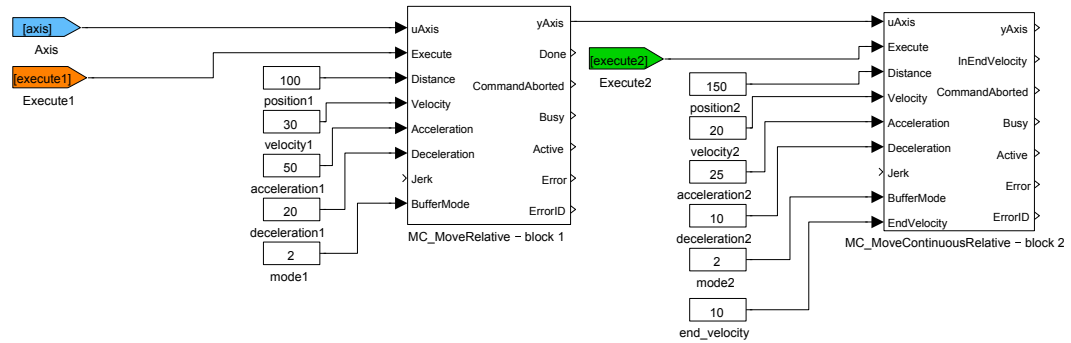 [axis]
Axis
[execute1]
Execute1
100
position1
30
velocity1
50
acceleration1
20
deceleration1
2
mode1
uAxis
Execute
Distance
Velocity
Acceleration
Deceleration
Jerk
BufferMode
yAxis
Done
CommandAborted
Busy
Active
Error
ErrorID
MC_MoveRelative − block 1
[execute2]
Execute2
150
position2
20
velocity2
25
acceleration2
10
deceleration2
2
mode2
10
end_velocity
uAxis
Execute
Distance
Velocity
Acceleration
Deceleration
Jerk
BufferMode
EndVelocity
yAxis
InEndVelocity
CommandAborted
Busy
Active
Error
ErrorID
MC_MoveContinuousRelative − block 2